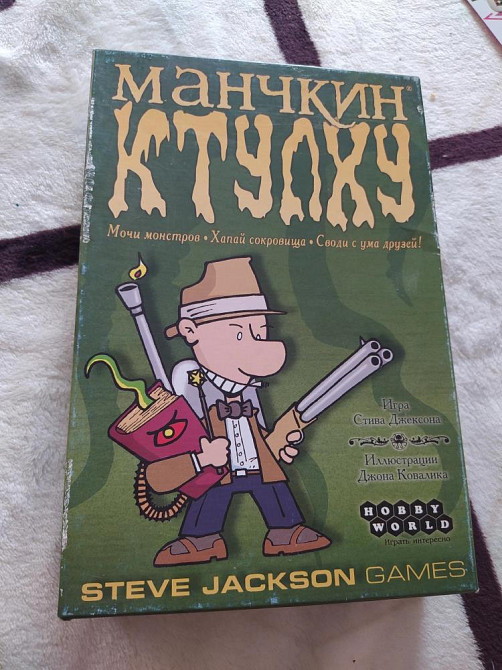 Манчкин®
Ктулху
Мочи монстров • Хапай сокровища • Своди с ума друзей!
Игра
Стива Джексона
Иллюстрации
Джона Ковалика
HOBBY
WORLD
Играть интересно
STEVE JACKSON GAMES